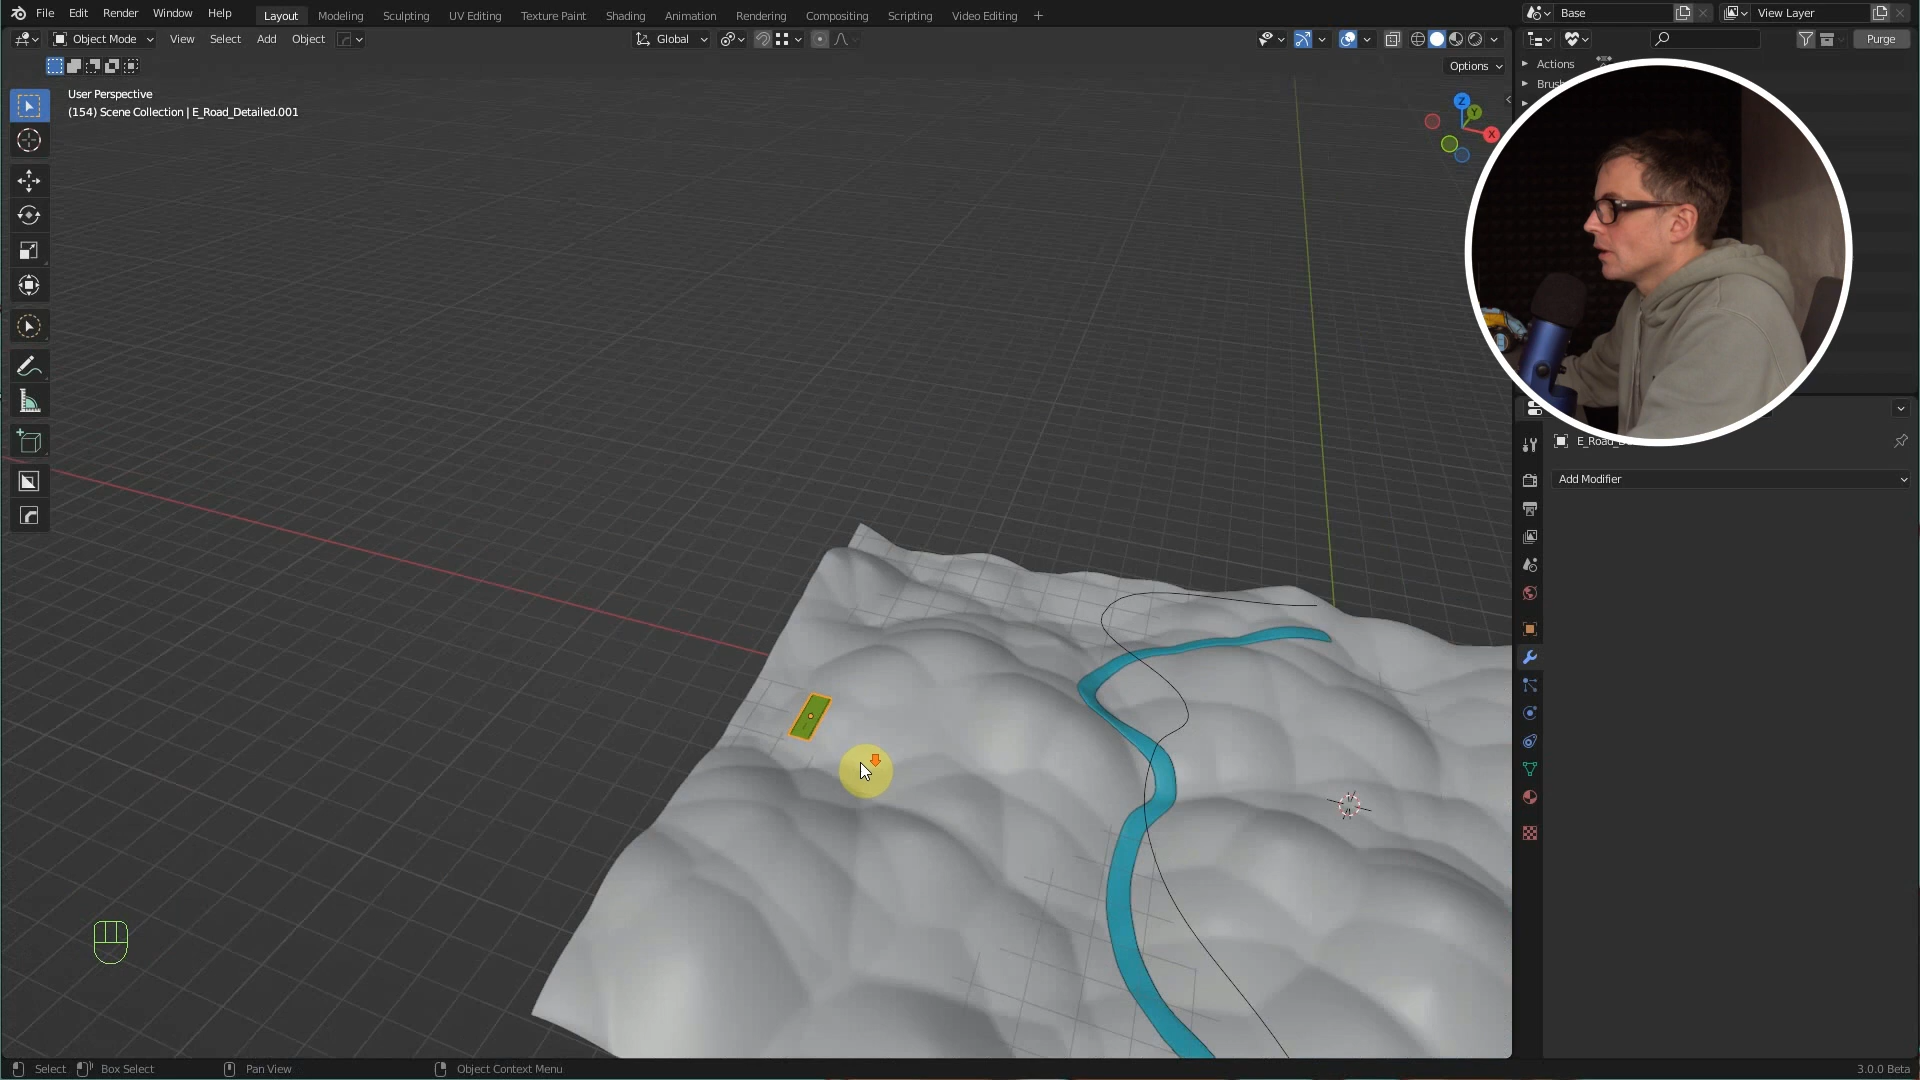 File Edit Render Window Help Layout Modeling Sculpting UV Editing Texture Paint Shading Animation Rendering Compositing Scripting Video Editing + Base View Layer
Object Mode View Select Add Object Global Purge
Options
User Perspective
(154) Scene Collection | E_Road_Detailed.001
Actions
Z
Y
X
Add Modifier
Select Box Select Pan View Object Context Menu 3.0.0 Beta